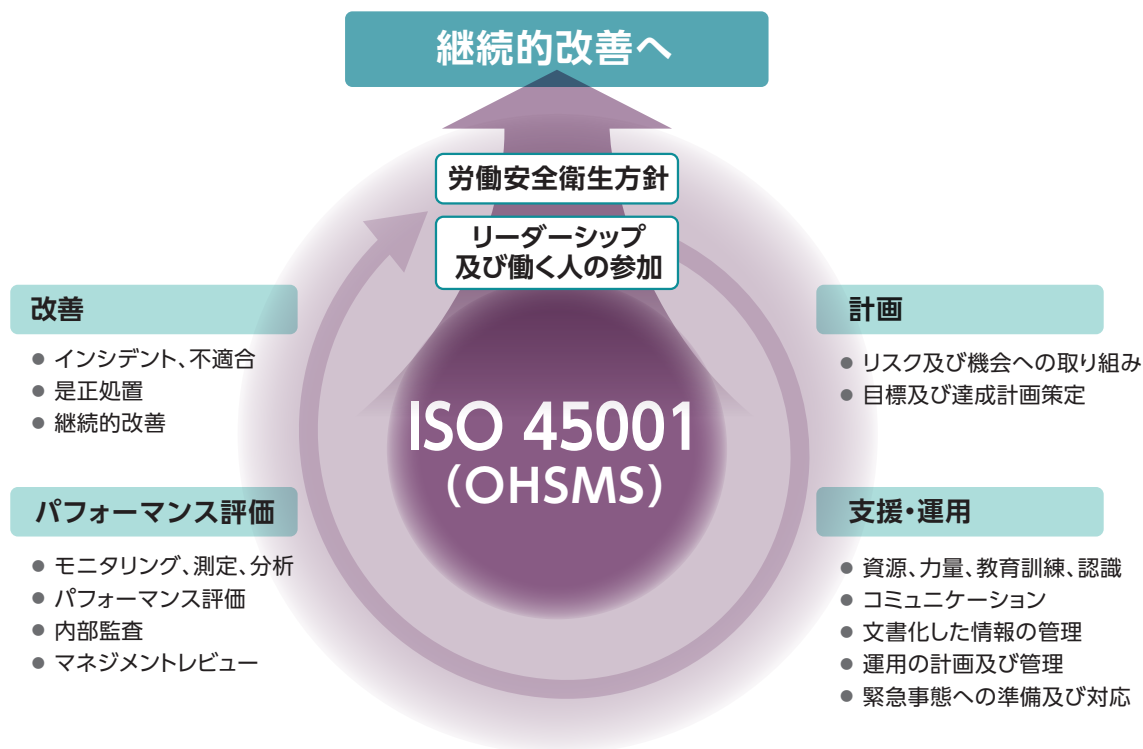 継続的改善へ
労働安全衛生方針
リーダーシップ
及び働く人の参加
改善
● インシデント、不適合
● 是正処置
● 継続的改善
計画
● リスク及び機会への取り組み
● 目標及び達成計画策定
ISO 45001
(OHSMS)
パフォーマンス評価
● モニタリング、測定、分析
● パフォーマンス評価
● 内部監査
● マネジメントレビュー
支援・運用
● 資源、力量、教育訓練、認識
● コミュニケーション
● 文書化した情報の管理
● 運用の計画及び管理
● 緊急事態への準備及び対応